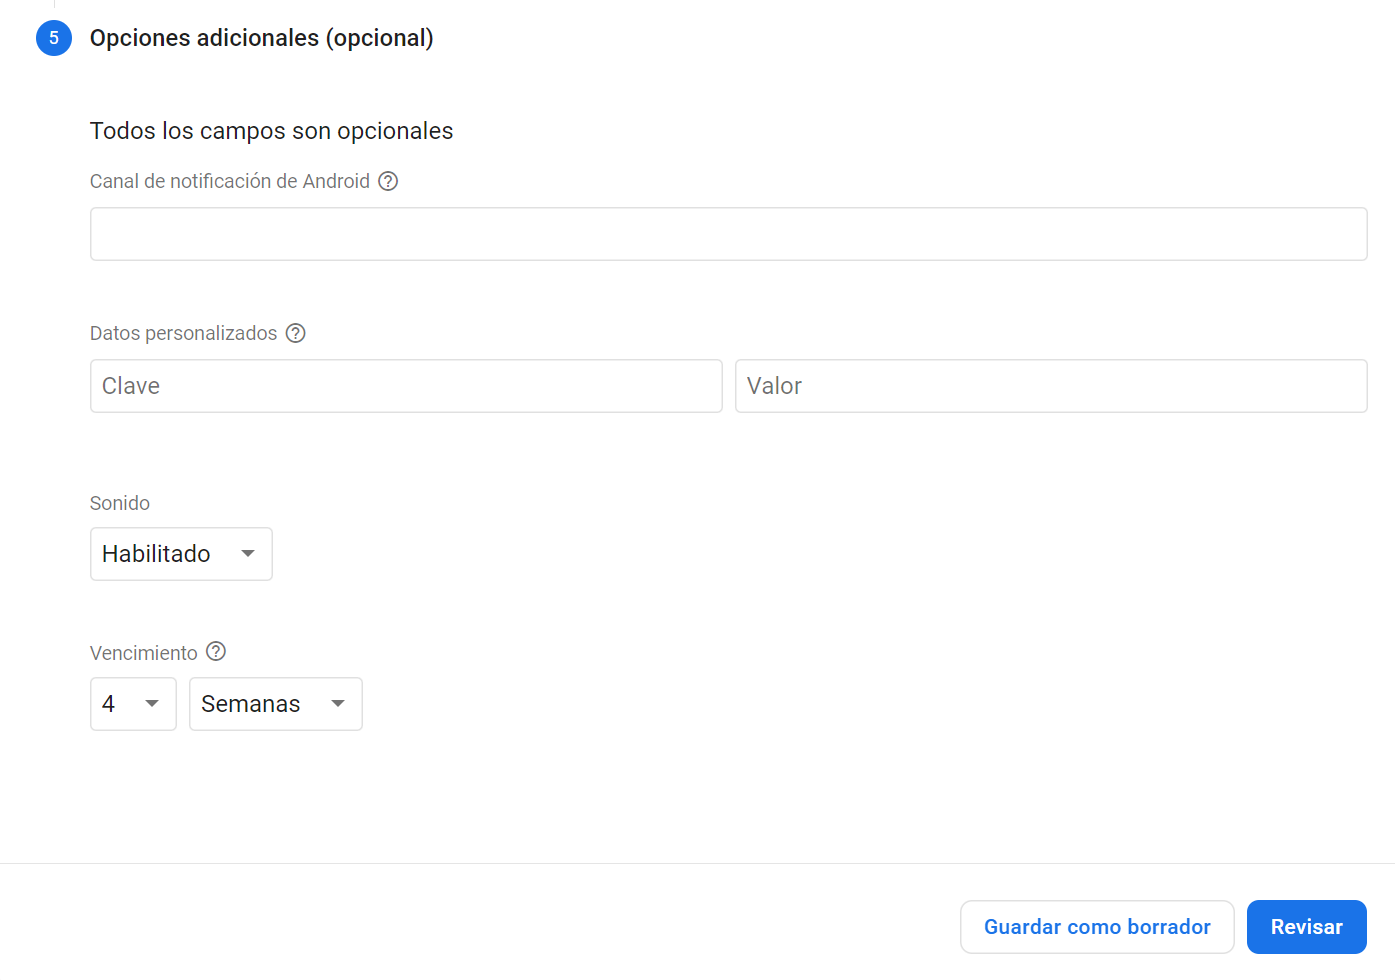 5 Opciones adicionales (opcional)
Todos los campos son opcionales
Canal de notificación de Android ?
Datos personalizados ?
Clave Valor
Sonido
Habilitado
Vencimiento ?
4 Semanas
Guardar como borrador Revisar